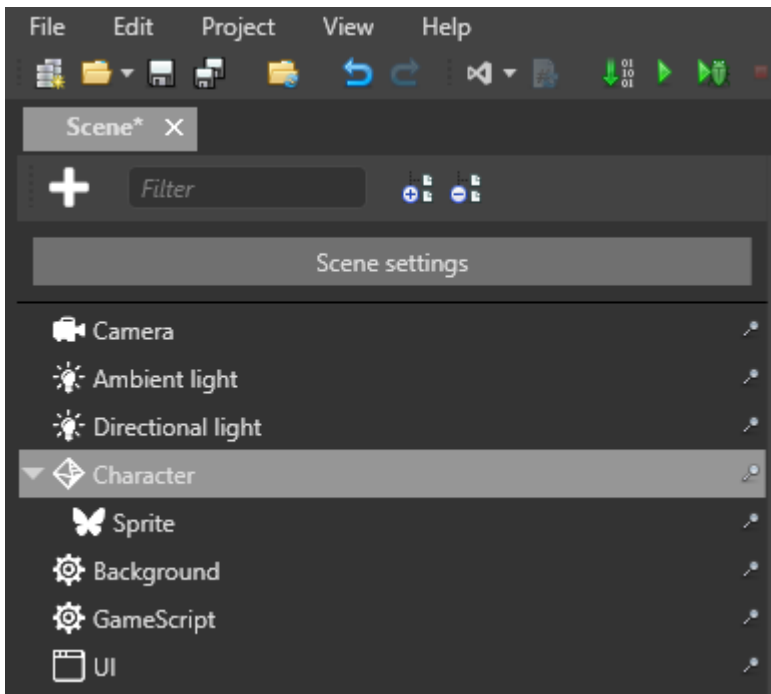 File Edit Project View Help
Scene*
Filter
Scene settings
Camera
Ambient light
Directional light
Character
Sprite
Background
GameScript
UI